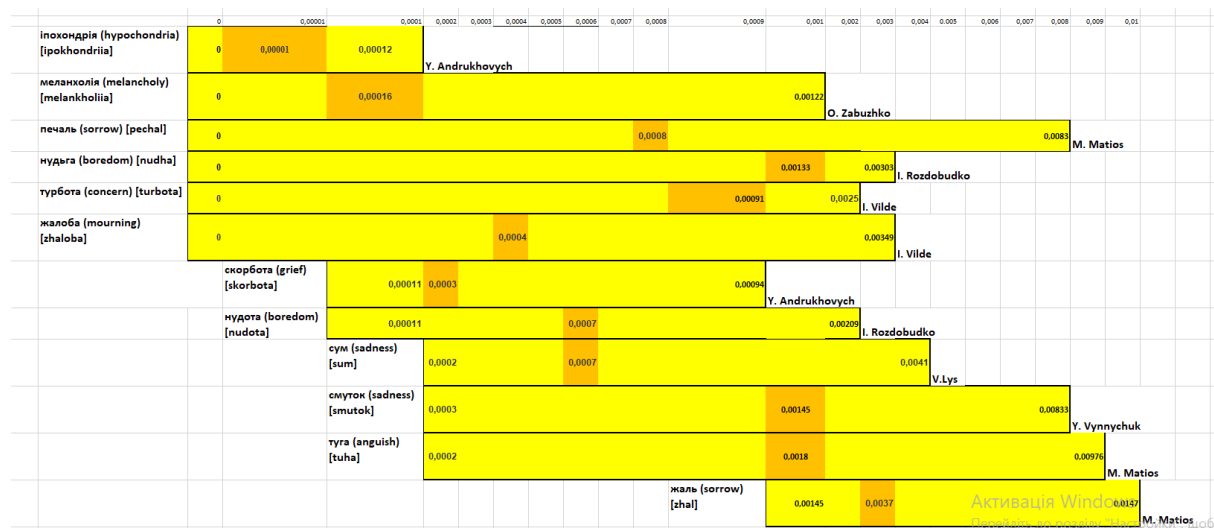 0 0,00001 0,0001 0,0002 0,0003 0,0004 0,0005 0,0006 0,0007 0,0008 0,0009 0,001 0,002 0,003 0,004 0,005 0,006 0,007 0,008 0,009 0,01
іпохондрія (hypochondria)
[ipokhondriia]
0 0,00001 0,00012
Y. Andrukhovych
меланхолія (melancholy)
[melankholiia]
0 0,00016 0,00122
O. Zabuzhko
печаль (sorrow) [pechal]
0 0,0008 0,0083
M. Matios
нудьга (boredom) [nudha]
0 0,00133 0,00303
I. Rozdobudko
турбота (concern) [turbota]
0 0,00091 0,0025
I. Vilde
жалоба (mourning)
[zhaloba]
0 0,0004 0,00349
I. Vilde
скорбота (grief)
[skorbota]
0,00011 0,0003 0,00094
Y. Andrukhovych
нудота (boredom)
[nudota]
0,00011 0,0007 0,00209
I. Rozdobudko
сум (sadness)
[sum]
0,0002 0,0007 0,0041
V.Lys
смуток (sadness)
[smutok]
0,0003 0,00145 0,00833
Y. Vynnychuk
туга (anguish)
[tuha]
0,0002 0,0018 0,00976
M. Matios
жаль (sorrow)
[zhal]
0,00145 0,0037 0,0147
M. Matios
Активація Windows